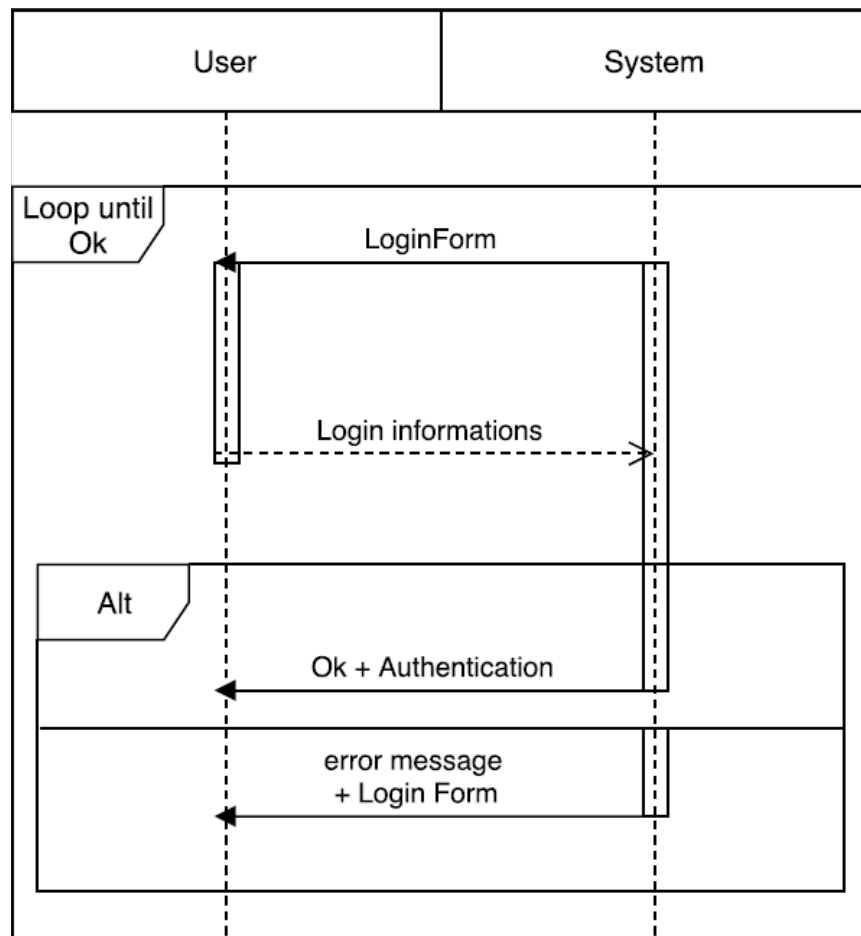 User
System
Loop until
Ok
LoginForm
Login informations
Alt
Ok + Authentication
error message
+ Login Form